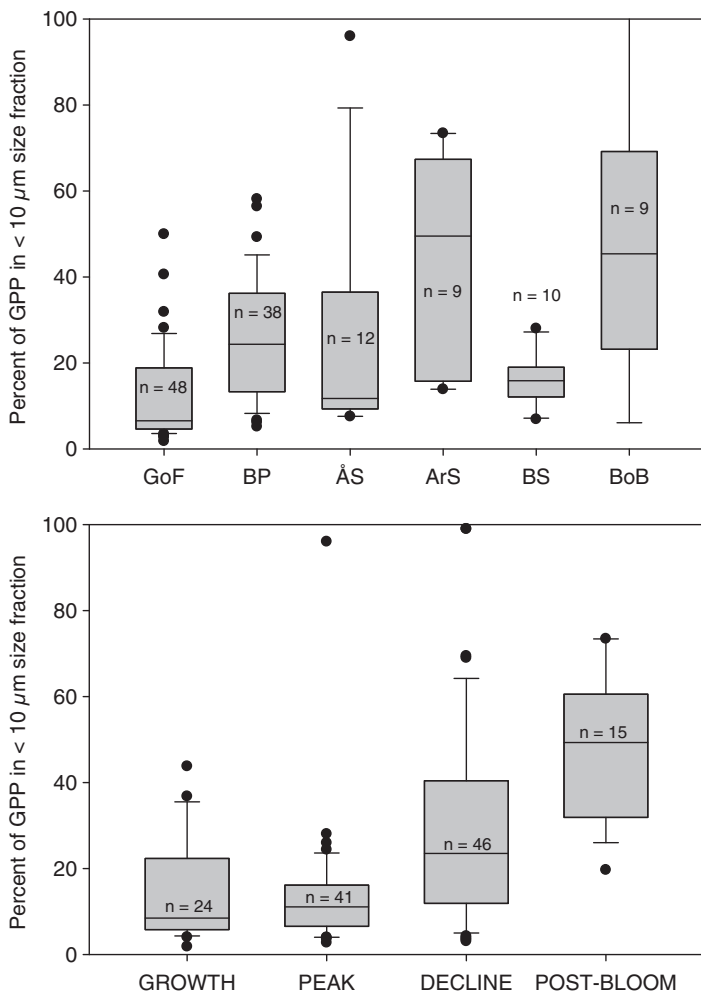 Percent of GPP in < 10 µm size fraction
100
80
60
40
20
0
n = 48
n = 38
n = 12
n = 9
n = 10
n = 9
GoF BP ÅS ArS BS BoB
Percent of GPP in < 10 µm size fraction
100
80
60
40
20
0
n = 24
n = 41
n = 46
n = 15
GROWTH PEAK DECLINE POST-BLOOM